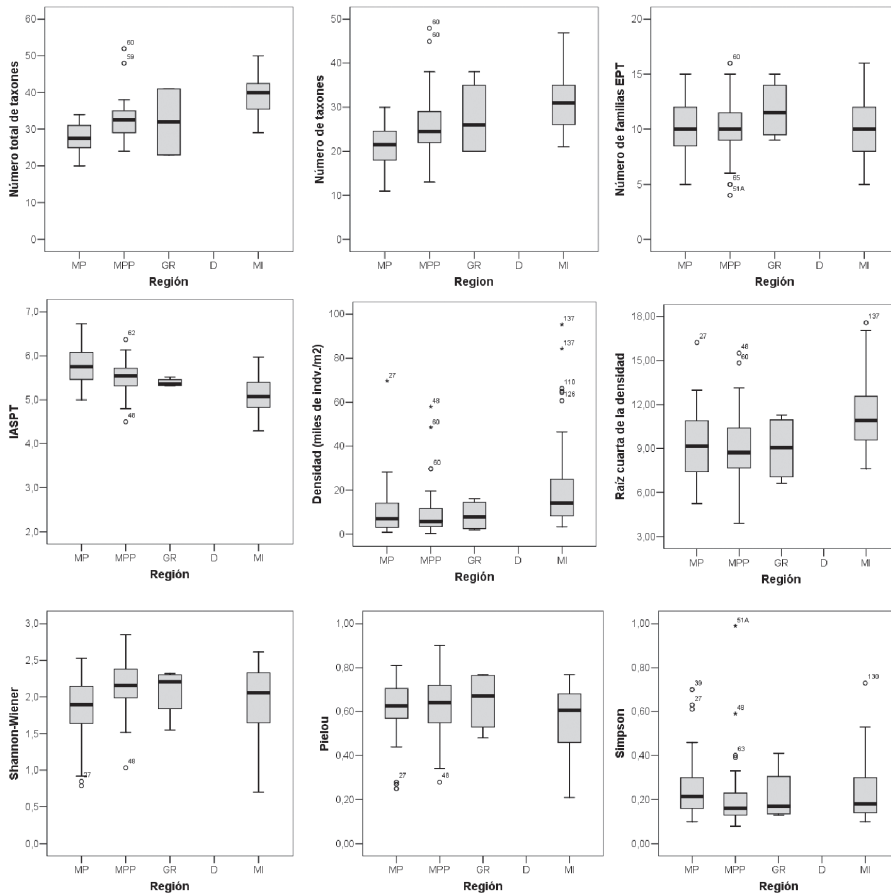 Número total de taxones
60
50
40
30
20
10
0
60
59
MP MPP GR D MI
Región
Número de taxones
50
40
30
20
10
0
60
60
MP MPP GR D MI
Region
Número de familias EPT
20
15
10
5
0
60
65
51A
MP MPP GR D MI
Región
IASPT
7,0
6,0
5,0
4,0
3,0
2,0
62
48
MP MPP GR D MI
Región
Densidad (miles de indv./m2)
100
80
60
40
20
0
27
48
60
60
137
137
110
126
MP MPP GR D MI
Región
Raíz cuarta de la densidad
18,00
15,00
12,00
9,00
6,00
3,00
27
48
60
137
MP MPP GR D MI
Región
Shannon-Wiener
3,0
2,5
2,0
1,5
1,0
0,5
0,0
27
48
MP MPP GR D MI
Región
Pielou
1,00
0,80
0,60
0,40
0,20
0,00
27
48
MP MPP GR D MI
Región
Simpson
1,00
0,80
0,60
0,40
0,20
0,00
39
27
51A
48
63
130
MP MPP GR D MI
Región